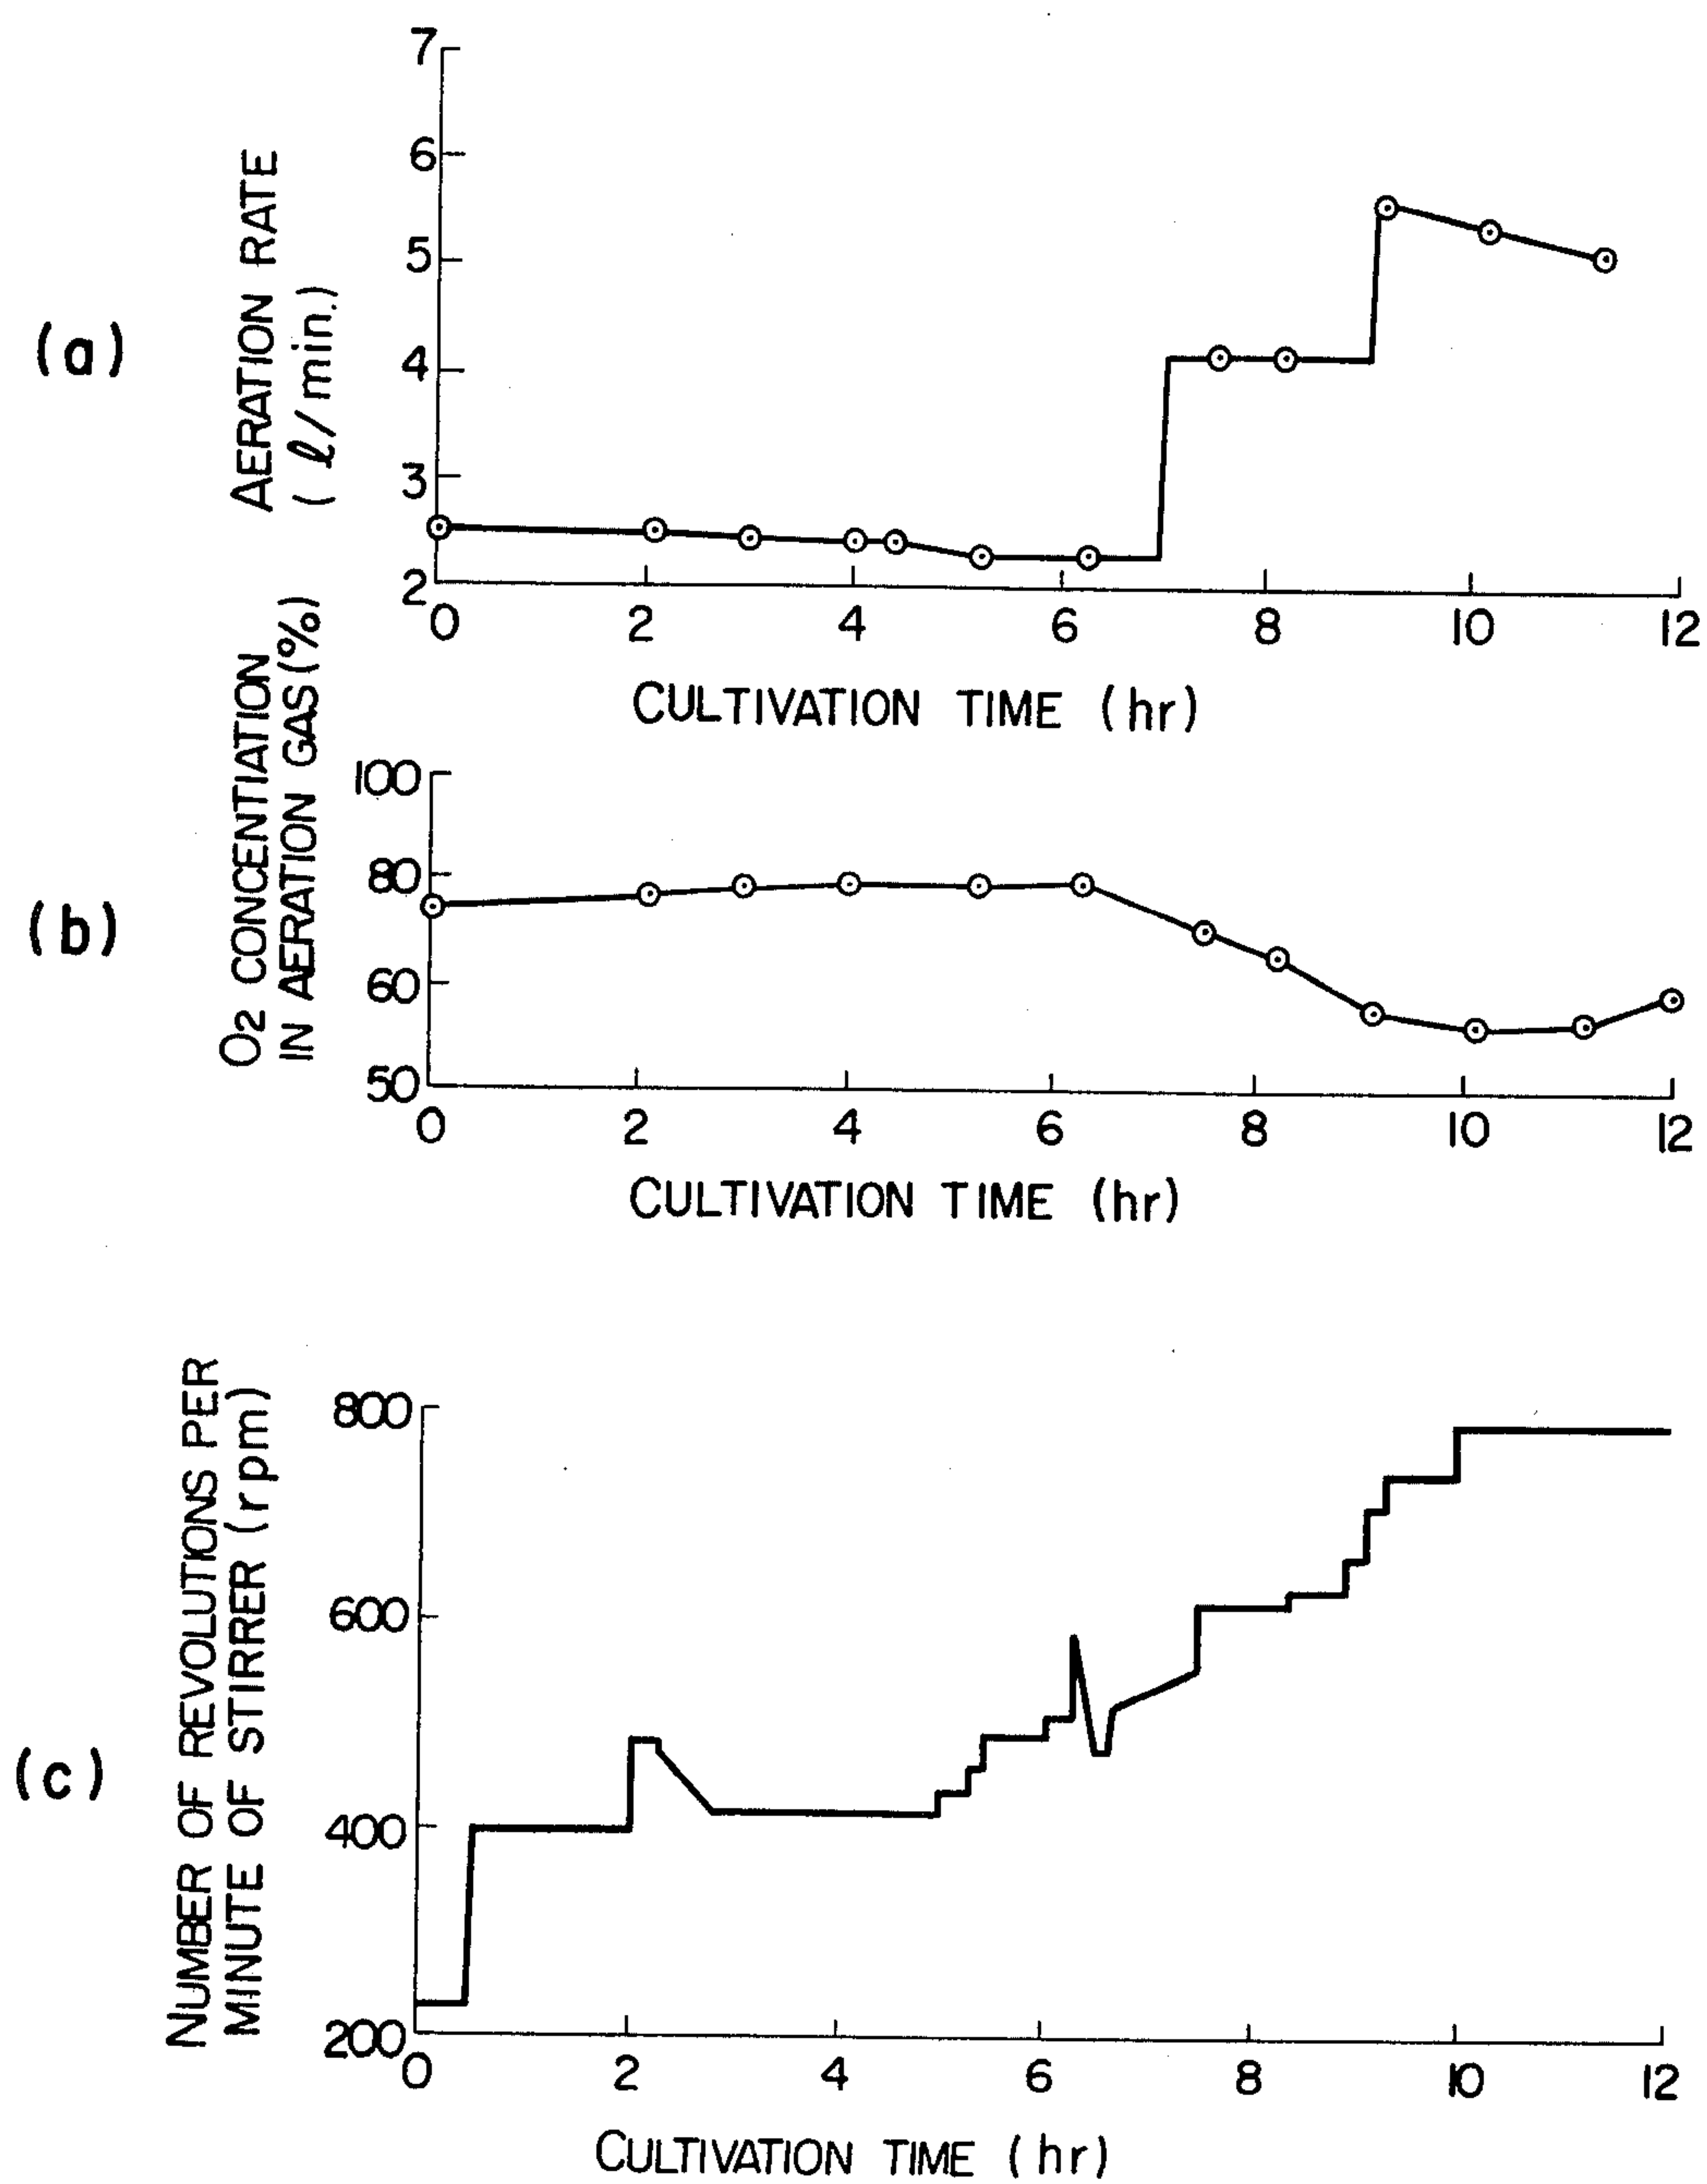 (a)
AERATION RATE
( ℓ/min.)
7
6
5
4
3
2
0 2 4 6 8 10 12
CULTIVATION TIME (hr)
(b)
O2 CONCENTIATION
IN AERATION GAS(%)
100
80
60
50
0 2 4 6 8 10 12
CULTIVATION TIME (hr)
(c)
NUMBER OF REVOLUTIONS PER
MINUTE OF STIRRER (rpm)
800
600
400
200
0 2 4 6 8 10 12
CULTIVATION TIME (hr)